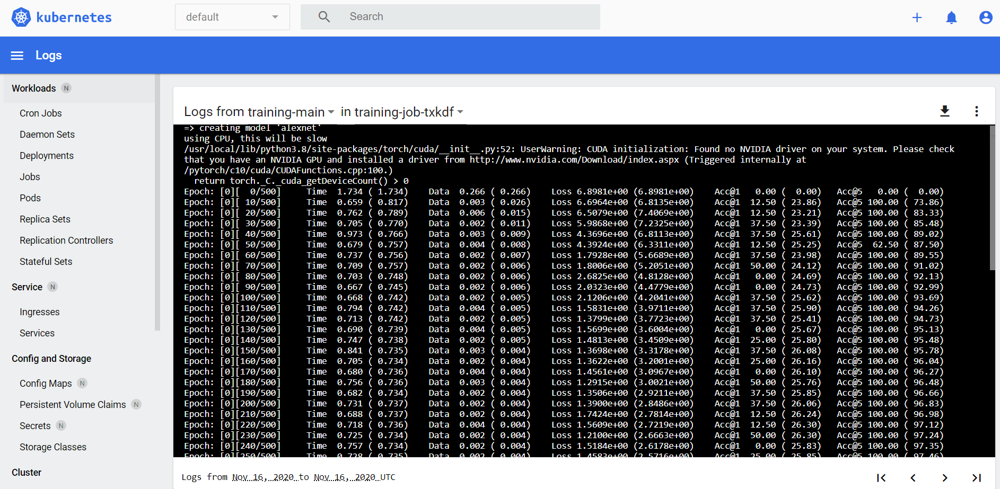 kubernetes
default
Search
Logs
Workloads N
Cron Jobs
Daemon Sets
Deployments
Jobs
Pods
Replica Sets
Replication Controllers
Stateful Sets
Service N
Ingresses
Services
Config and Storage
Config Maps N
Persistent Volume Claims N
Secrets N
Storage Classes
Cluster
Logs from training-main in training-job-txkdf
=> creating model 'alexnet'
using CPU, this will be slow
/usr/local/lib/python3.8/site-packages/torch/cuda/__init__.py:52: UserWarning: CUDA initialization: Found no NVIDIA driver on your system. Please check
that you have an NVIDIA GPU and installed a driver from http://www.nvidia.com/Download/index.aspx (Triggered internally at
/pytorch/c10/cuda/CUDAFunctions.cpp:100.)
return torch._C._cuda_getDeviceCount() > 0
Epoch: [0][  0/500] Time 1.734 ( 1.734) Data 0.266 ( 0.266) Loss 6.8981e+00 (6.8981e+00) Acc@1 0.00 ( 0.00) Acc@5 0.00 ( 0.00)
Epoch: [0][ 10/500] Time 0.659 ( 0.817) Data 0.003 ( 0.026) Loss 6.6964e+00 (6.8135e+00) Acc@1 12.50 ( 23.86) Acc@5 100.00 ( 73.86)
Epoch: [0][ 20/500] Time 0.762 ( 0.789) Data 0.006 ( 0.015) Loss 6.5079e+00 (7.4069e+00) Acc@1 12.50 ( 23.21) Acc@5 100.00 ( 83.33)
Epoch: [0][ 30/500] Time 0.705 ( 0.770) Data 0.002 ( 0.011) Loss 5.9868e+00 (7.2325e+00) Acc@1 37.50 ( 23.39) Acc@5 100.00 ( 85.48)
Epoch: [0][ 40/500] Time 0.973 ( 0.766) Data 0.003 ( 0.009) Loss 4.3696e+00 (6.8113e+00) Acc@1 37.50 ( 25.61) Acc@5 100.00 ( 89.02)
Epoch: [0][ 50/500] Time 0.679 ( 0.757) Data 0.004 ( 0.008) Loss 4.3924e+00 (6.3311e+00) Acc@1 12.50 ( 25.25) Acc@5 62.50 ( 87.50)
Epoch: [0][ 60/500] Time 0.737 ( 0.756) Data 0.002 ( 0.007) Loss 1.7928e+00 (5.6689e+00) Acc@1 37.50 ( 23.98) Acc@5 100.00 ( 89.55)
Epoch: [0][ 70/500] Time 0.709 ( 0.757) Data 0.002 ( 0.006) Loss 1.8006e+00 (5.2051e+00) Acc@1 50.00 ( 24.12) Acc@5 100.00 ( 91.02)
Epoch: [0][ 80/500] Time 0.703 ( 0.748) Data 0.002 ( 0.006) Loss 2.6825e+00 (4.8128e+00) Acc@1 0.00 ( 24.69) Acc@5 100.00 ( 92.13)
Epoch: [0][ 90/500] Time 0.667 ( 0.745) Data 0.002 ( 0.006) Loss 2.0323e+00 (4.4779e+00) Acc@1 0.00 ( 24.73) Acc@5 100.00 ( 92.99)
Epoch: [0][100/500] Time 0.668 ( 0.742) Data 0.002 ( 0.005) Loss 2.1206e+00 (4.2041e+00) Acc@1 37.50 ( 25.62) Acc@5 100.00 ( 93.69)
Epoch: [0][110/500] Time 0.794 ( 0.742) Data 0.004 ( 0.005) Loss 1.5831e+00 (3.9711e+00) Acc@1 37.50 ( 25.90) Acc@5 100.00 ( 94.26)
Epoch: [0][120/500] Time 0.713 ( 0.742) Data 0.002 ( 0.005) Loss 1.3799e+00 (3.7723e+00) Acc@1 37.50 ( 25.41) Acc@5 100.00 ( 94.73)
Epoch: [0][130/500] Time 0.690 ( 0.739) Data 0.004 ( 0.005) Loss 1.5699e+00 (3.6004e+00) Acc@1 0.00 ( 25.67) Acc@5 100.00 ( 95.13)
Epoch: [0][140/500] Time 0.747 ( 0.738) Data 0.002 ( 0.005) Loss 1.4813e+00 (3.4509e+00) Acc@1 25.00 ( 25.80) Acc@5 100.00 ( 95.48)
Epoch: [0][150/500] Time 0.841 ( 0.735) Data 0.003 ( 0.004) Loss 1.3698e+00 (3.3178e+00) Acc@1 37.50 ( 26.08) Acc@5 100.00 ( 95.78)
Epoch: [0][160/500] Time 0.705 ( 0.734) Data 0.002 ( 0.004) Loss 1.3622e+00 (3.2001e+00) Acc@1 25.00 ( 26.16) Acc@5 100.00 ( 96.04)
Epoch: [0][170/500] Time 0.680 ( 0.736) Data 0.004 ( 0.004) Loss 1.4561e+00 (3.0967e+00) Acc@1 0.00 ( 26.10) Acc@5 100.00 ( 96.27)
Epoch: [0][180/500] Time 0.756 ( 0.736) Data 0.003 ( 0.004) Loss 1.2915e+00 (3.0021e+00) Acc@1 50.00 ( 25.76) Acc@5 100.00 ( 96.48)
Epoch: [0][190/500] Time 0.682 ( 0.734) Data 0.002 ( 0.004) Loss 1.3506e+00 (2.9211e+00) Acc@1 37.50 ( 25.85) Acc@5 100.00 ( 96.66)
Epoch: [0][200/500] Time 0.731 ( 0.737) Data 0.002 ( 0.004) Loss 1.3900e+00 (2.8486e+00) Acc@1 37.50 ( 26.06) Acc@5 100.00 ( 96.83)
Epoch: [0][210/500] Time 0.688 ( 0.737) Data 0.002 ( 0.004) Loss 1.7424e+00 (2.7814e+00) Acc@1 12.50 ( 26.24) Acc@5 100.00 ( 96.98)
Epoch: [0][220/500] Time 0.718 ( 0.736) Data 0.004 ( 0.004) Loss 1.5609e+00 (2.7219e+00) Acc@1 12.50 ( 26.30) Acc@5 100.00 ( 97.12)
Epoch: [0][230/500] Time 0.725 ( 0.734) Data 0.002 ( 0.004) Loss 1.2100e+00 (2.6663e+00) Acc@1 50.00 ( 26.30) Acc@5 100.00 ( 97.24)
Epoch: [0][240/500] Time 0.757 ( 0.734) Data 0.002 ( 0.004) Loss 1.5184e+00 (2.6178e+00) Acc@1 0.00 ( 25.83) Acc@5 100.00 ( 97.35)
Epoch: [0][250/500] Time 0.728 ( 0.735) Data 0.002 ( 0.004) Loss 1.4583e+00 (2.5716e+00) Acc@1 25.00 ( 25.85) Acc@5 100.00 ( 97.46)
Logs from Nov 16, 2020 to Nov 16, 2020 UTC